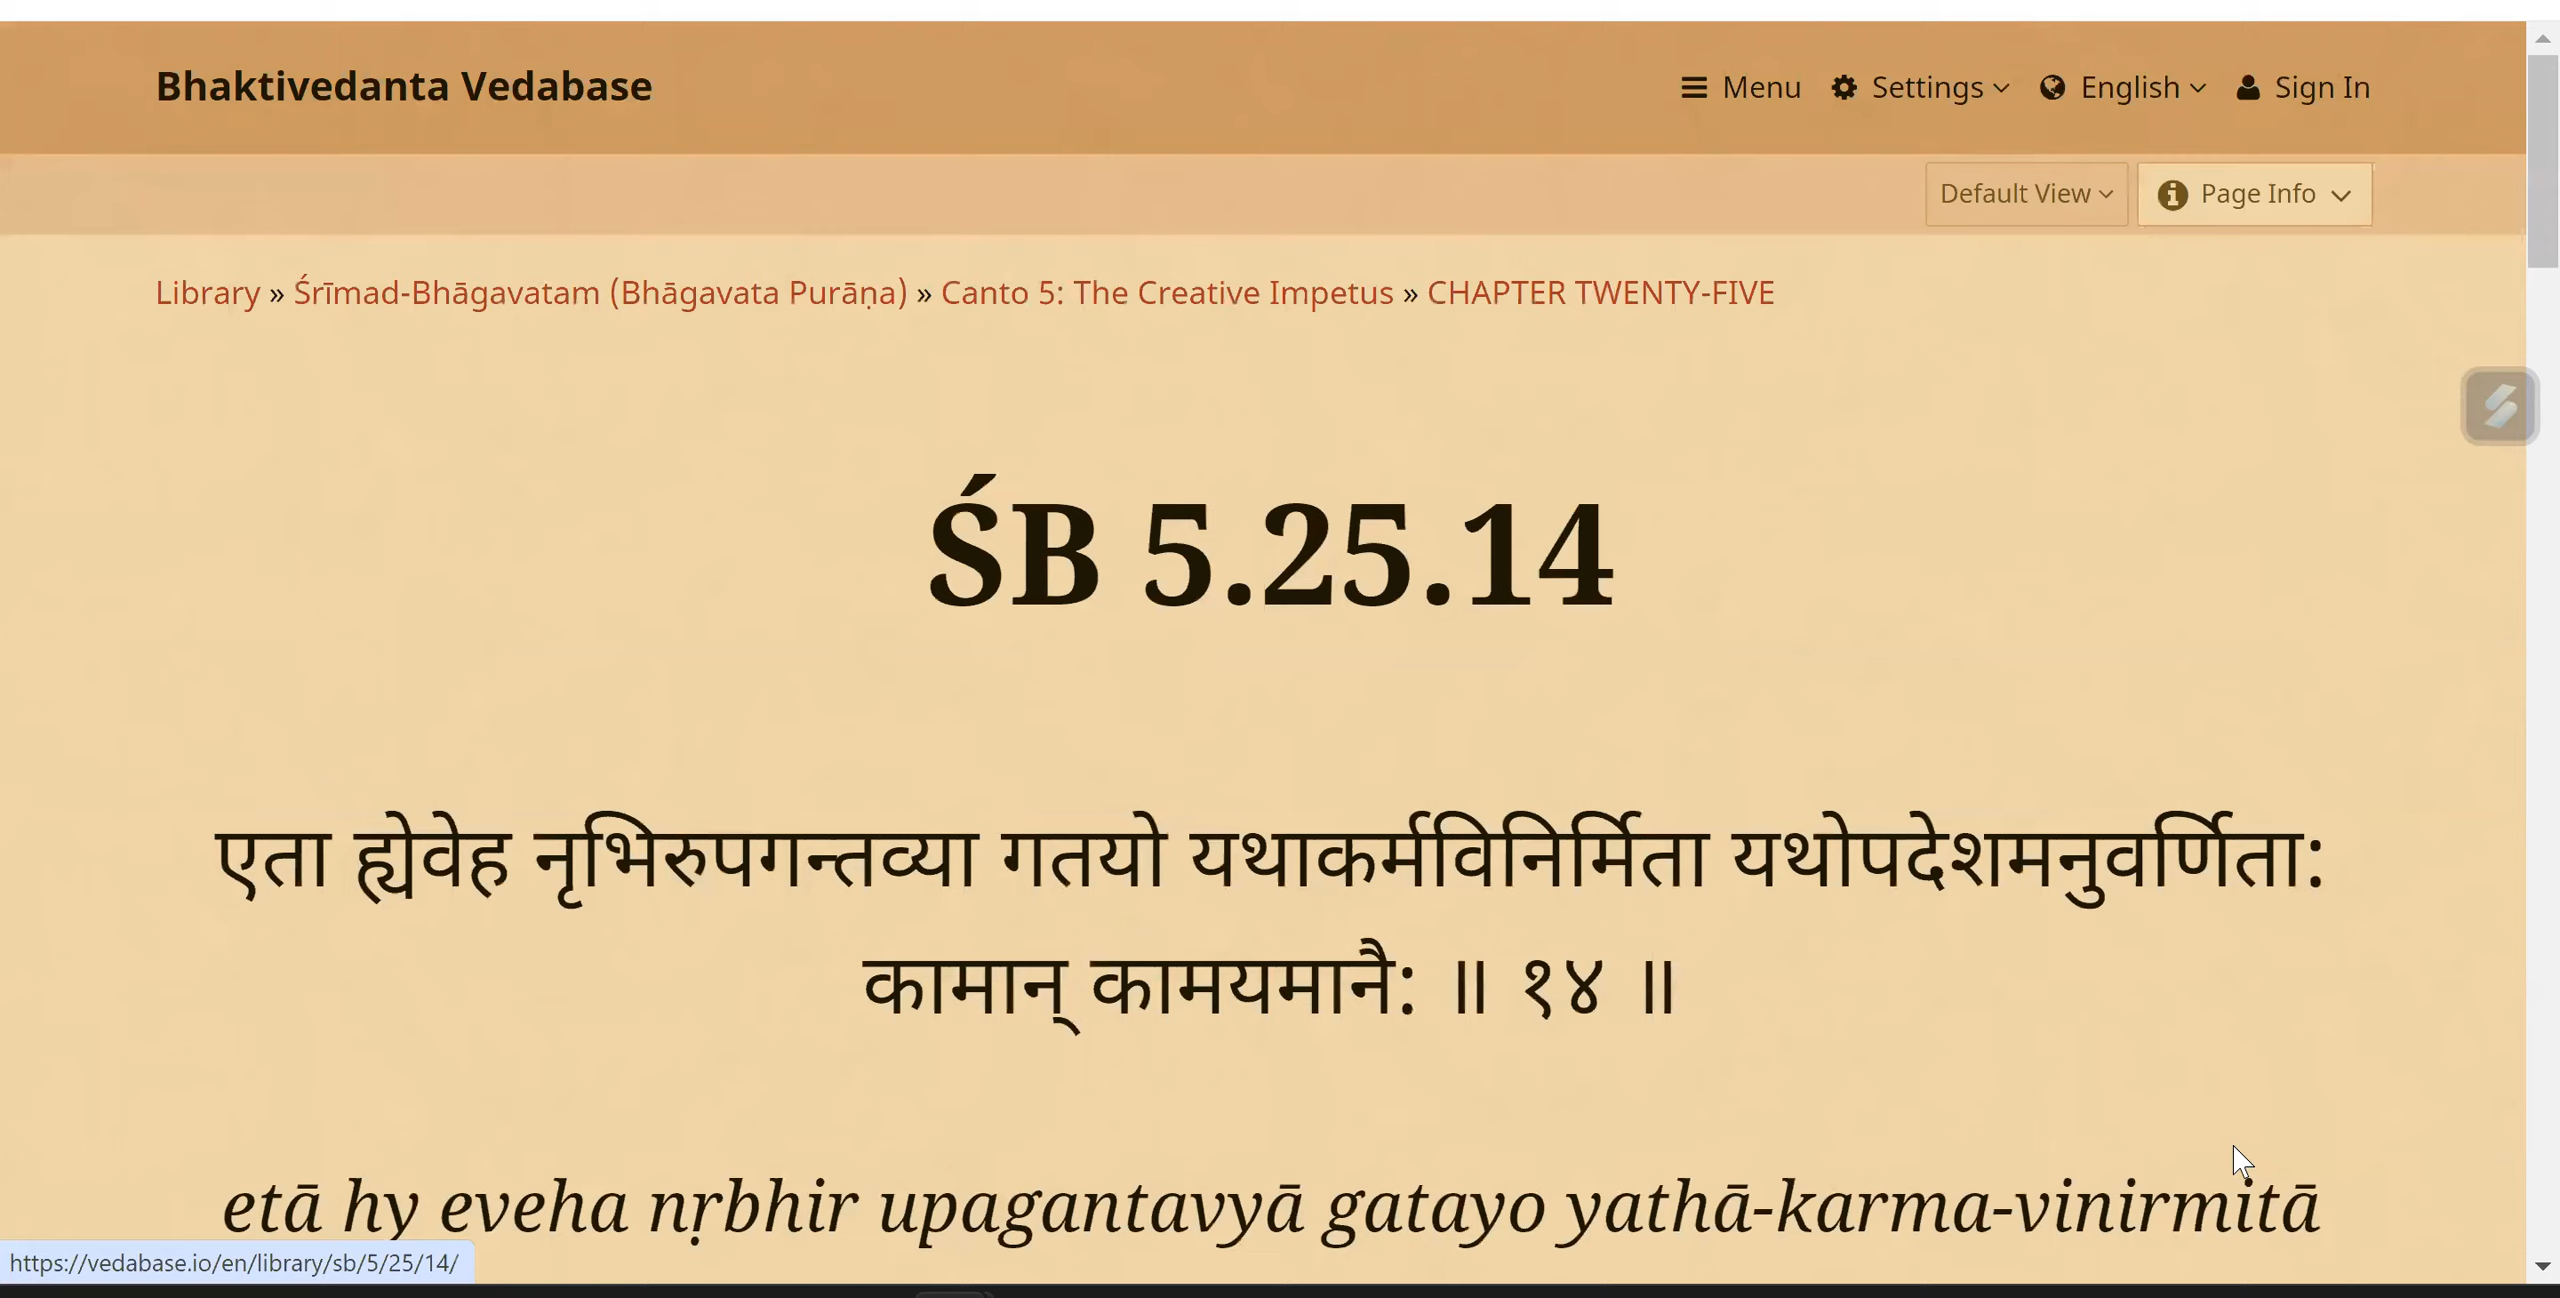 Bhaktivedanta Vedabase
Menu Settings English Sign In
Default View Page Info
Library » Śrīmad-Bhāgavatam (Bhāgavata Purāṇa) » Canto 5: The Creative Impetus » CHAPTER TWENTY-FIVE
ŚB 5.25.14
एता ह्येवेह नृभिरुपगन्तव्या गतयो यथाकर्मविनिर्मिता यथोपदेशमनुवर्णिता:
कामान् कामयमानै: ॥ १४ ॥
etā hy eveha nṛbhir upagantavyā gatayo yathā-karma-vinirmitā
https://vedabase.io/en/library/sb/5/25/14/